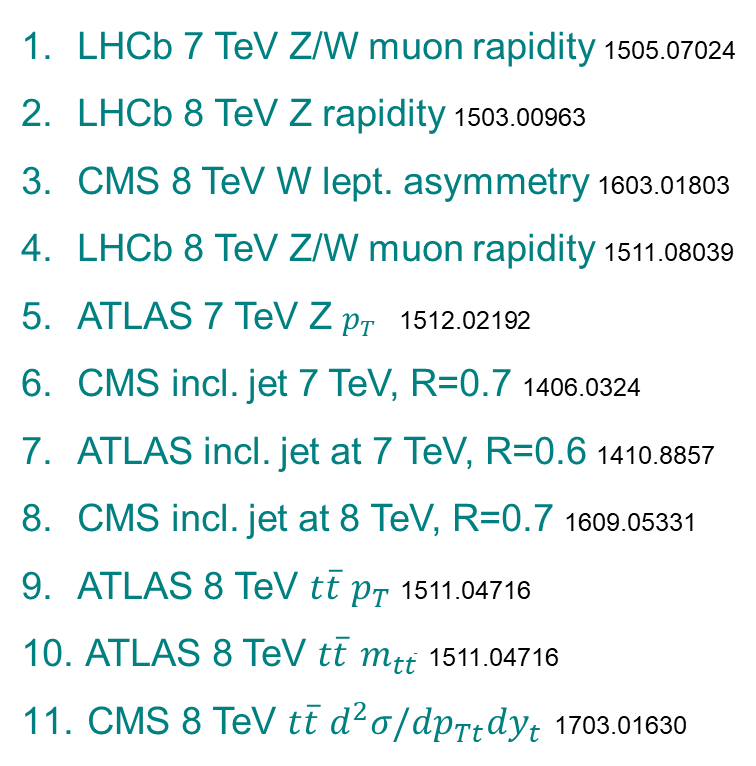 1. LHCb 7 TeV Z/W muon rapidity 1505.07024
2. LHCb 8 TeV Z rapidity 1503.00963
3. CMS 8 TeV W lept. asymmetry 1603.01803
4. LHCb 8 TeV Z/W muon rapidity 1511.08039
5. ATLAS 7 TeV Z $p_T$ 1512.02192
6. CMS incl. jet 7 TeV, R=0.7 1406.0324
7. ATLAS incl. jet at 7 TeV, R=0.6 1410.8857
8. CMS incl. jet at 8 TeV, R=0.7 1609.05331
9. ATLAS 8 TeV $t\bar{t}$ $p_T$ 1511.04716
10. ATLAS 8 TeV $t\bar{t}$ $m_{t\bar{t}}$ 1511.04716
11. CMS 8 TeV $t\bar{t}$ $d^2\sigma/dp_{Tt}dy_t$ 1703.01630